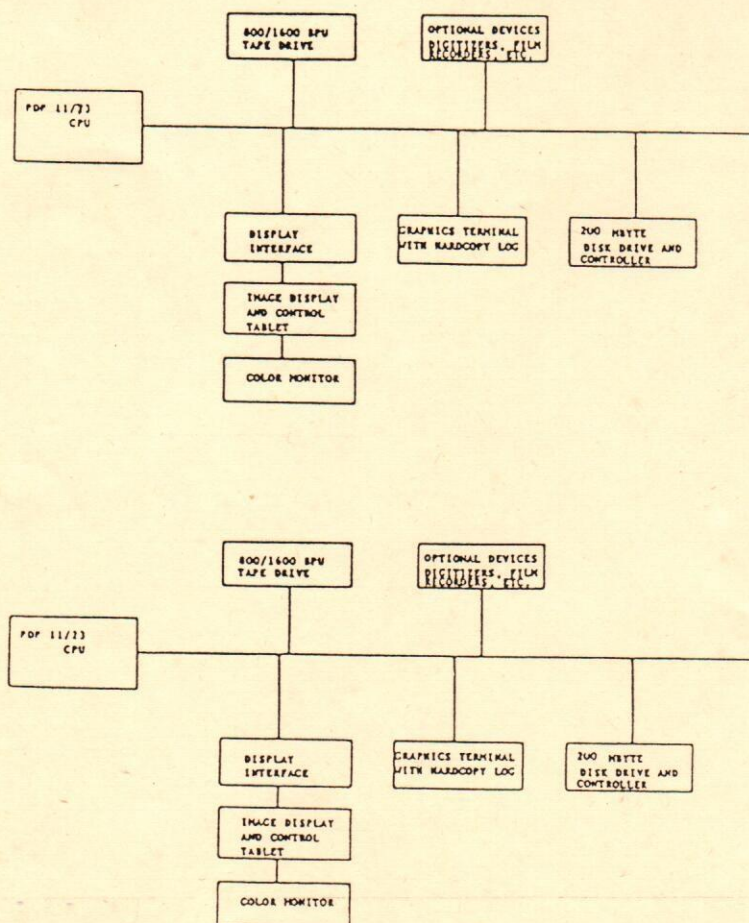 800/1600 BPU
TAPE DRIVE
OPTIONAL DEVICES
DIGITIZERS, FILM
RECORDERS, ETC.
PDP 11/73
CPU
DISPLAY
INTERFACE
GRAPHICS TERMINAL
WITH HARDCOPY LOG
200 MBYTE
DISK DRIVE AND
CONTROLLER
IMAGE DISPLAY
AND CONTROL
TABLET
COLOR MONITOR
800/1600 BPU
TAPE DRIVE
OPTIONAL DEVICES
DIGITIZERS, FILM
RECORDERS, ETC.
PDP 11/23
CPU
DISPLAY
INTERFACE
GRAPHICS TERMINAL
WITH HARDCOPY LOG
200 MBYTE
DISK DRIVE AND
CONTROLLER
IMAGE DISPLAY
AND CONTROL
TABLET
COLOR MONITOR